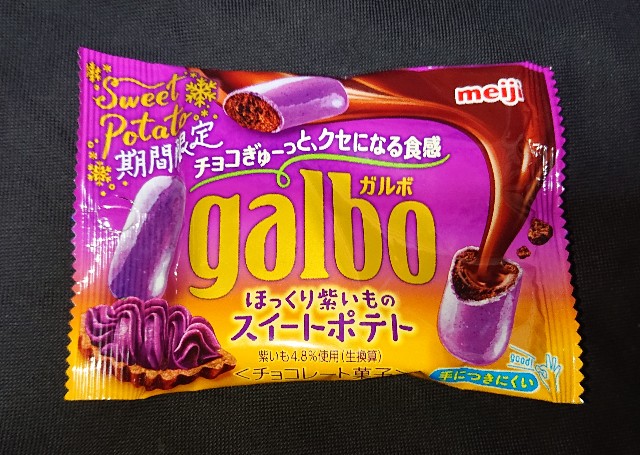 Sweet
Potato
期間限定
meiji
チョコぎゅーっと、クセになる食感
ガルボ
galbo
ほっくり紫いもの
スイートポテト
紫いも4.8%使用(生換算)
<チョコレート菓子>
good!
手につきにくい